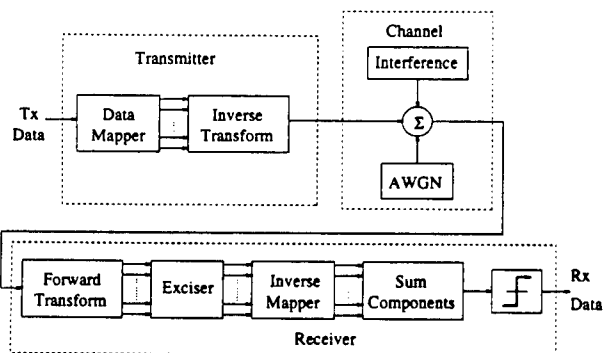 Channel
Transmitter
Interference
Tx
Data
Data
Mapper
Inverse
Transform
Σ
AWGN
Forward
Transform
Exciser
Inverse
Mapper
Sum
Components
Rx
Data
Receiver